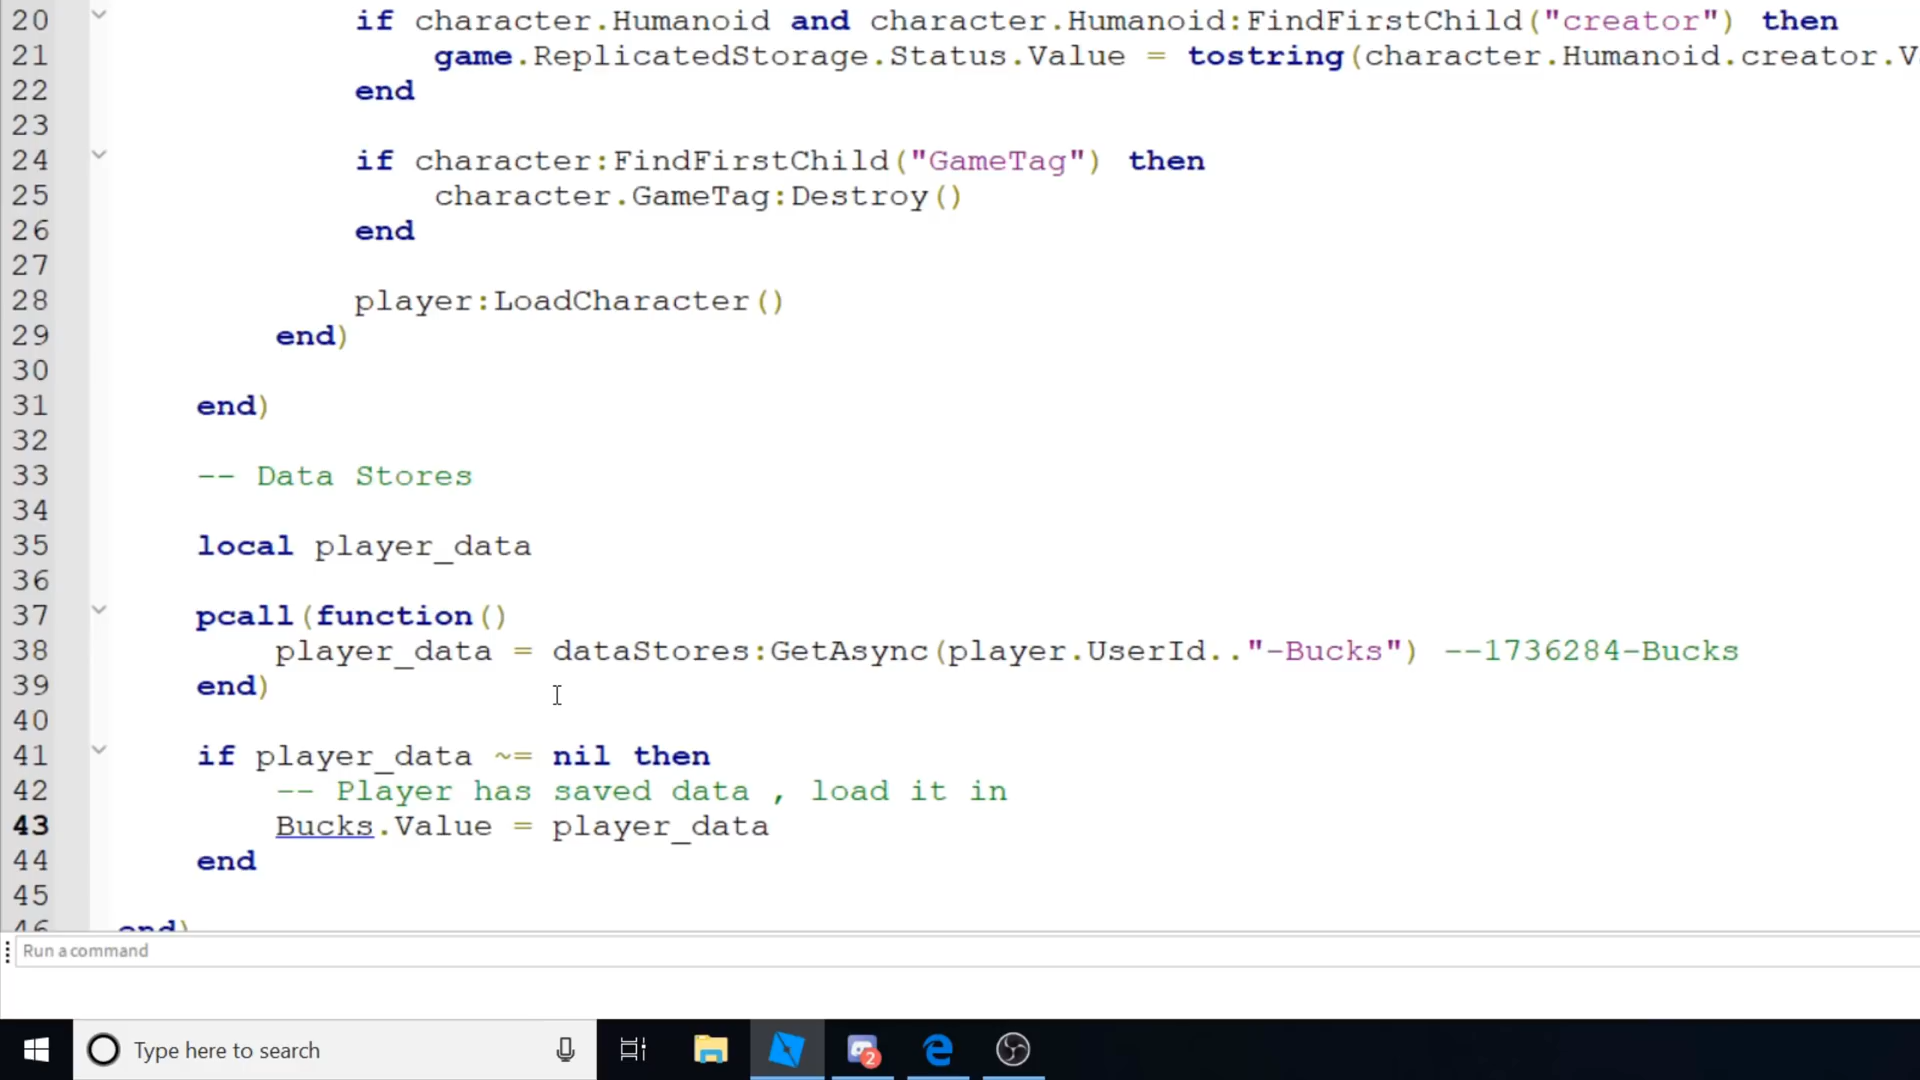 20 if character.Humanoid and character.Humanoid:FindFirstChild("creator") then
21 game.ReplicatedStorage.Status.Value = tostring(character.Humanoid.creator.V
22 end
23
24 if character:FindFirstChild("GameTag") then
25 character.GameTag:Destroy()
26 end
27
28 player:LoadCharacter()
29 end)
30
31 end)
32
33 -- Data Stores
34
35 local player_data
36
37 pcall(function()
38 player_data = dataStores:GetAsync(player.UserId.."-Bucks") --1736284-Bucks
39 end)
40
41 if player_data ~= nil then
42 -- Player has saved data , load it in
43 Bucks.Value = player_data
44 end
45
46 end)
Run a command
Type here to search
2